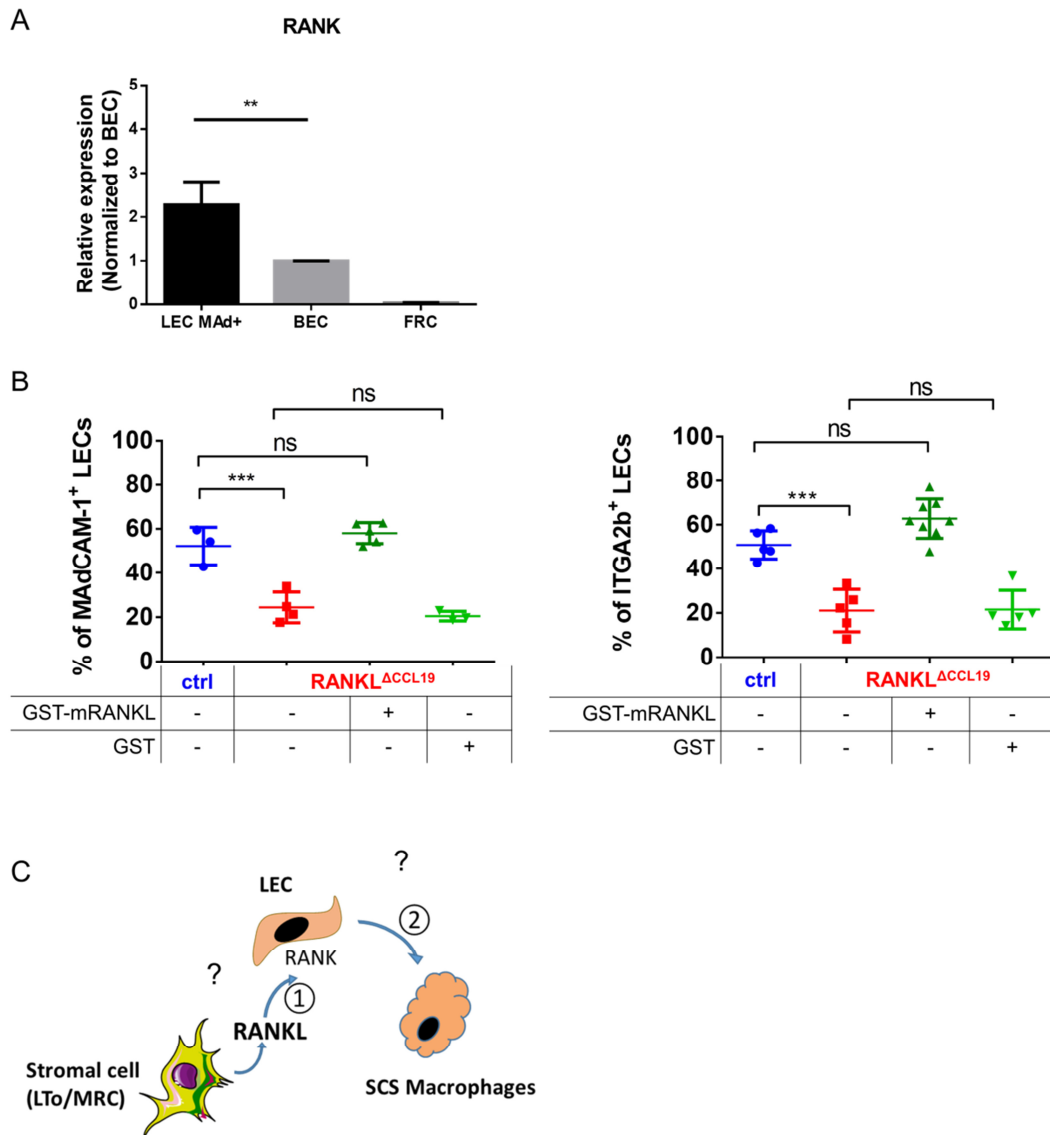 A
RANK
Relative expression
(Normalized to BEC)
5
4
3
2
1
0
**
LEC MAd+ BEC FRC
B
% of MAdCAM-1+ LECs
100
80
60
40
20
0
ns
ns
***
ctrl RANKLΔCCL19
GST-mRANKL - - + -
GST - - - +
% of ITGA2b+ LECs
100
80
60
40
20
0
ns
ns
***
ctrl RANKLΔCCL19
GST-mRANKL - - + -
GST - - - +
C
?
LEC
2
RANK
?
1
RANKL
Stromal cell
(LTo/MRC)
SCS Macrophages